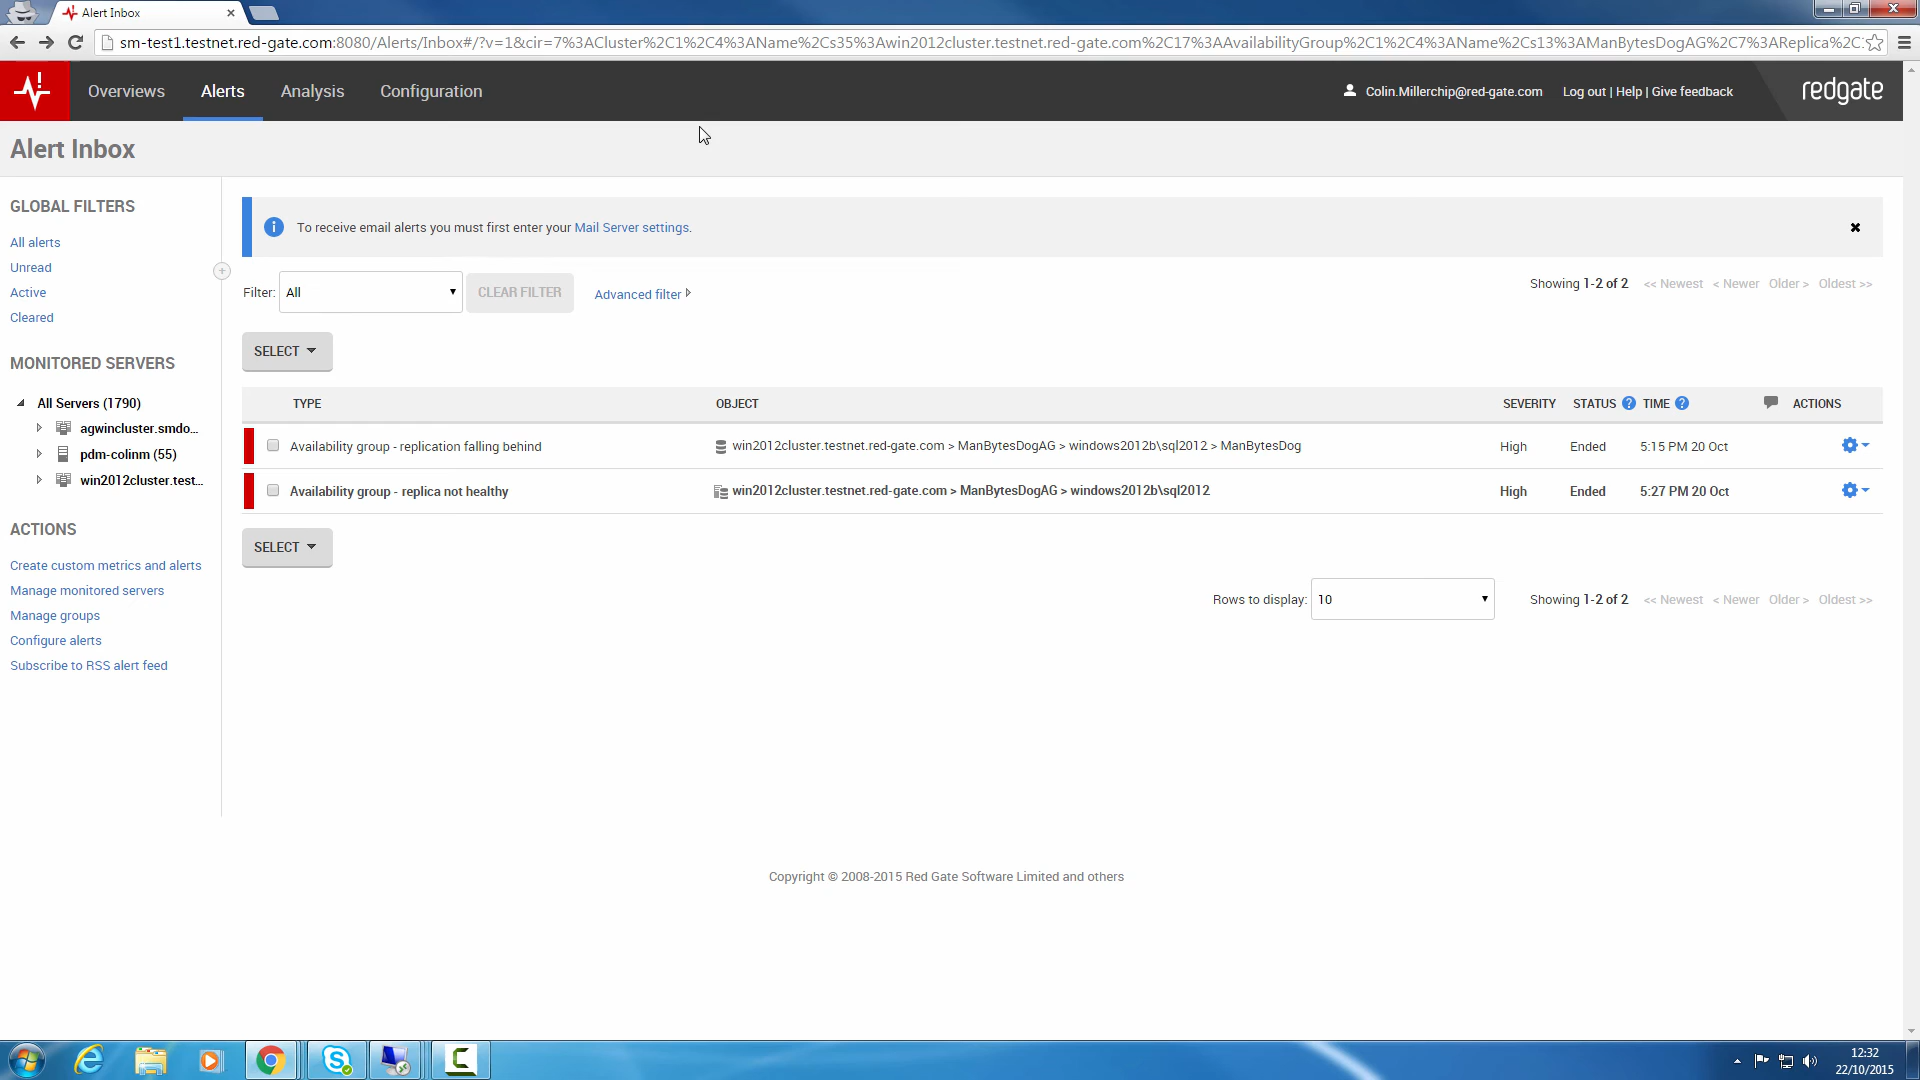 Alert Inbox
sm-test1.testnet.red-gate.com:8080/Alerts/Inbox#/?v=1&cir=7%3ACluster%2C1%2C4%3AName%2Cs35%3Awin2012cluster.testnet.red-gate.com%2C17%3AAvailabilityGroup%2C1%2C4%3AName%2Cs13%3AManBytesDogAG%2C7%3AReplica%2C
Overviews Alerts Analysis Configuration Colin.Millerchip@red-gate.com Log out | Help | Give feedback redgate
Alert Inbox
GLOBAL FILTERS
All alerts
Unread
Active
Cleared
MONITORED SERVERS
All Servers (1790)
agwincluster.smdo...
pdm-colinm (55)
win2012cluster.test...
ACTIONS
Create custom metrics and alerts
Manage monitored servers
Manage groups
Configure alerts
Subscribe to RSS alert feed
To receive email alerts you must first enter your Mail Server settings.
Filter: All CLEAR FILTER Advanced filter
Showing 1-2 of 2 << Newest < Newer Older > Oldest >>
SELECT
TYPE OBJECT SEVERITY STATUS ? TIME ? ACTIONS
Availability group - replication falling behind win2012cluster.testnet.red-gate.com > ManBytesDogAG > windows2012b\sql2012 > ManBytesDog High Ended 5:15 PM 20 Oct
Availability group - replica not healthy win2012cluster.testnet.red-gate.com > ManBytesDogAG > windows2012b\sql2012 High Ended 5:27 PM 20 Oct
SELECT
Rows to display: 10 Showing 1-2 of 2 << Newest < Newer Older > Oldest >>
Copyright © 2008-2015 Red Gate Software Limited and others
12:32
22/10/2015